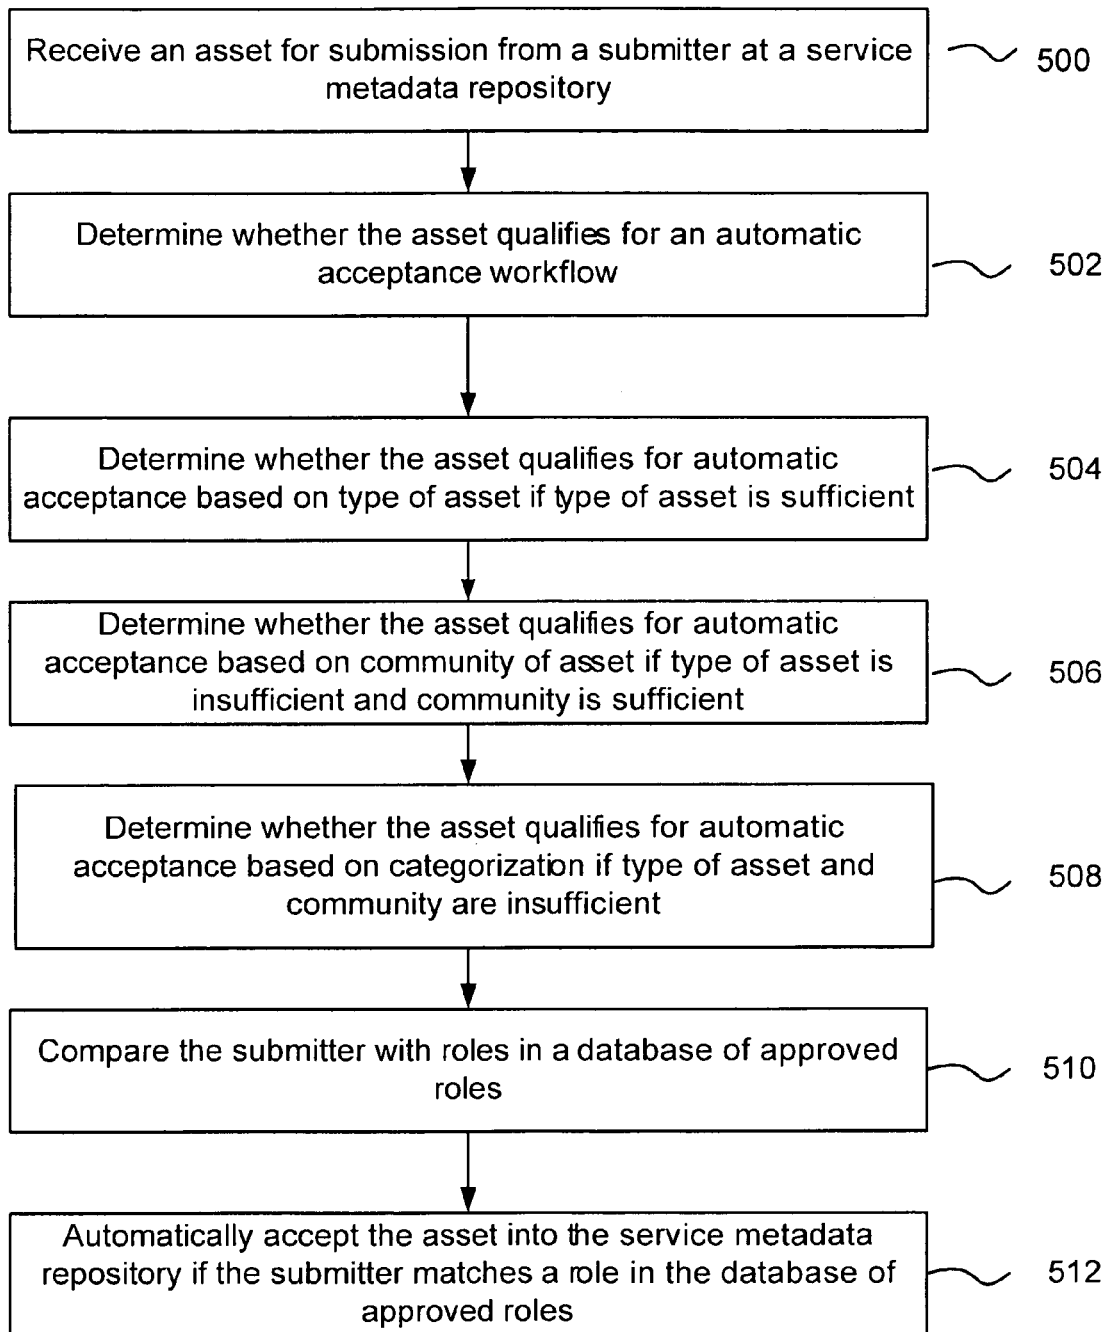 Receive an asset for submission from a submitter at a service
metadata repository
500
Determine whether the asset qualifies for an automatic
acceptance workflow
502
Determine whether the asset qualifies for automatic
acceptance based on type of asset if type of asset is sufficient
504
Determine whether the asset qualifies for automatic
acceptance based on community of asset if type of asset is
insufficient and community is sufficient
506
Determine whether the asset qualifies for automatic
acceptance based on categorization if type of asset and
community are insufficient
508
Compare the submitter with roles in a database of approved
roles
510
Automatically accept the asset into the service metadata
repository if the submitter matches a role in the database of
approved roles
512